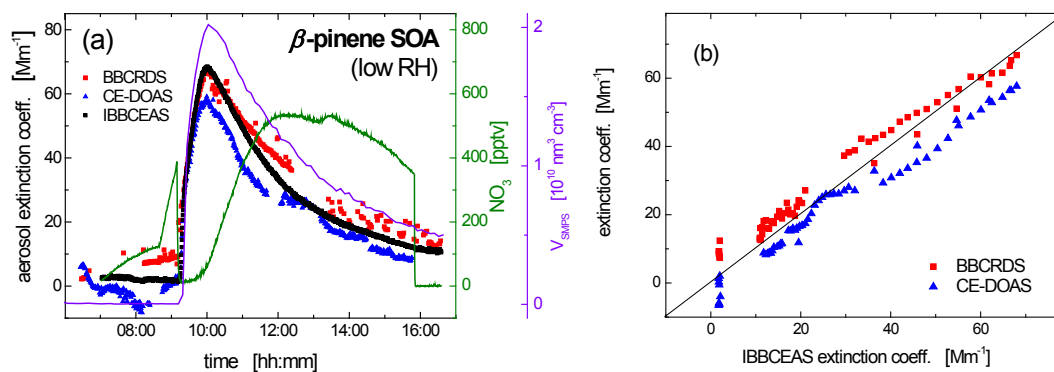 (a)
β-pinene SOA
(low RH)
BBCRDS
CE-DOAS
IBBCEAS
aerosol extinction coeff. [Mm⁻¹]
80
60
40
20
0
08:00 10:00 12:00 14:00 16:00
time [hh:mm]
800
600
400
200
0
NO₃ [pptv]
2
1
0
V_SMPS [10¹⁰ nm³ cm⁻³]
(b)
extinction coeff. [Mm⁻¹]
60
40
20
0
0 20 40 60
IBBCEAS extinction coeff. [Mm⁻¹]
BBCRDS
CE-DOAS